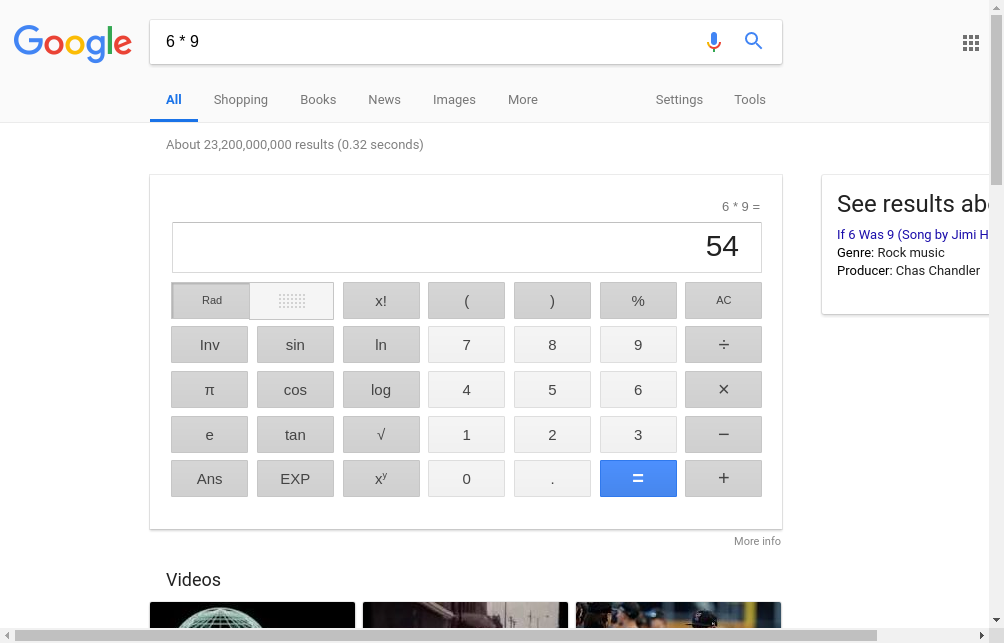 Google
6 * 9
All Shopping Books News Images More Settings Tools
About 23,200,000,000 results (0.32 seconds)
6 * 9 =
54
Rad x! ( ) % AC
Inv sin ln 7 8 9 ÷
π cos log 4 5 6 ×
e tan √ 1 2 3 −
Ans EXP xʸ 0 . = +
More info
See results abo
If 6 Was 9 (Song by Jimi H
Genre: Rock music
Producer: Chas Chandler
Videos